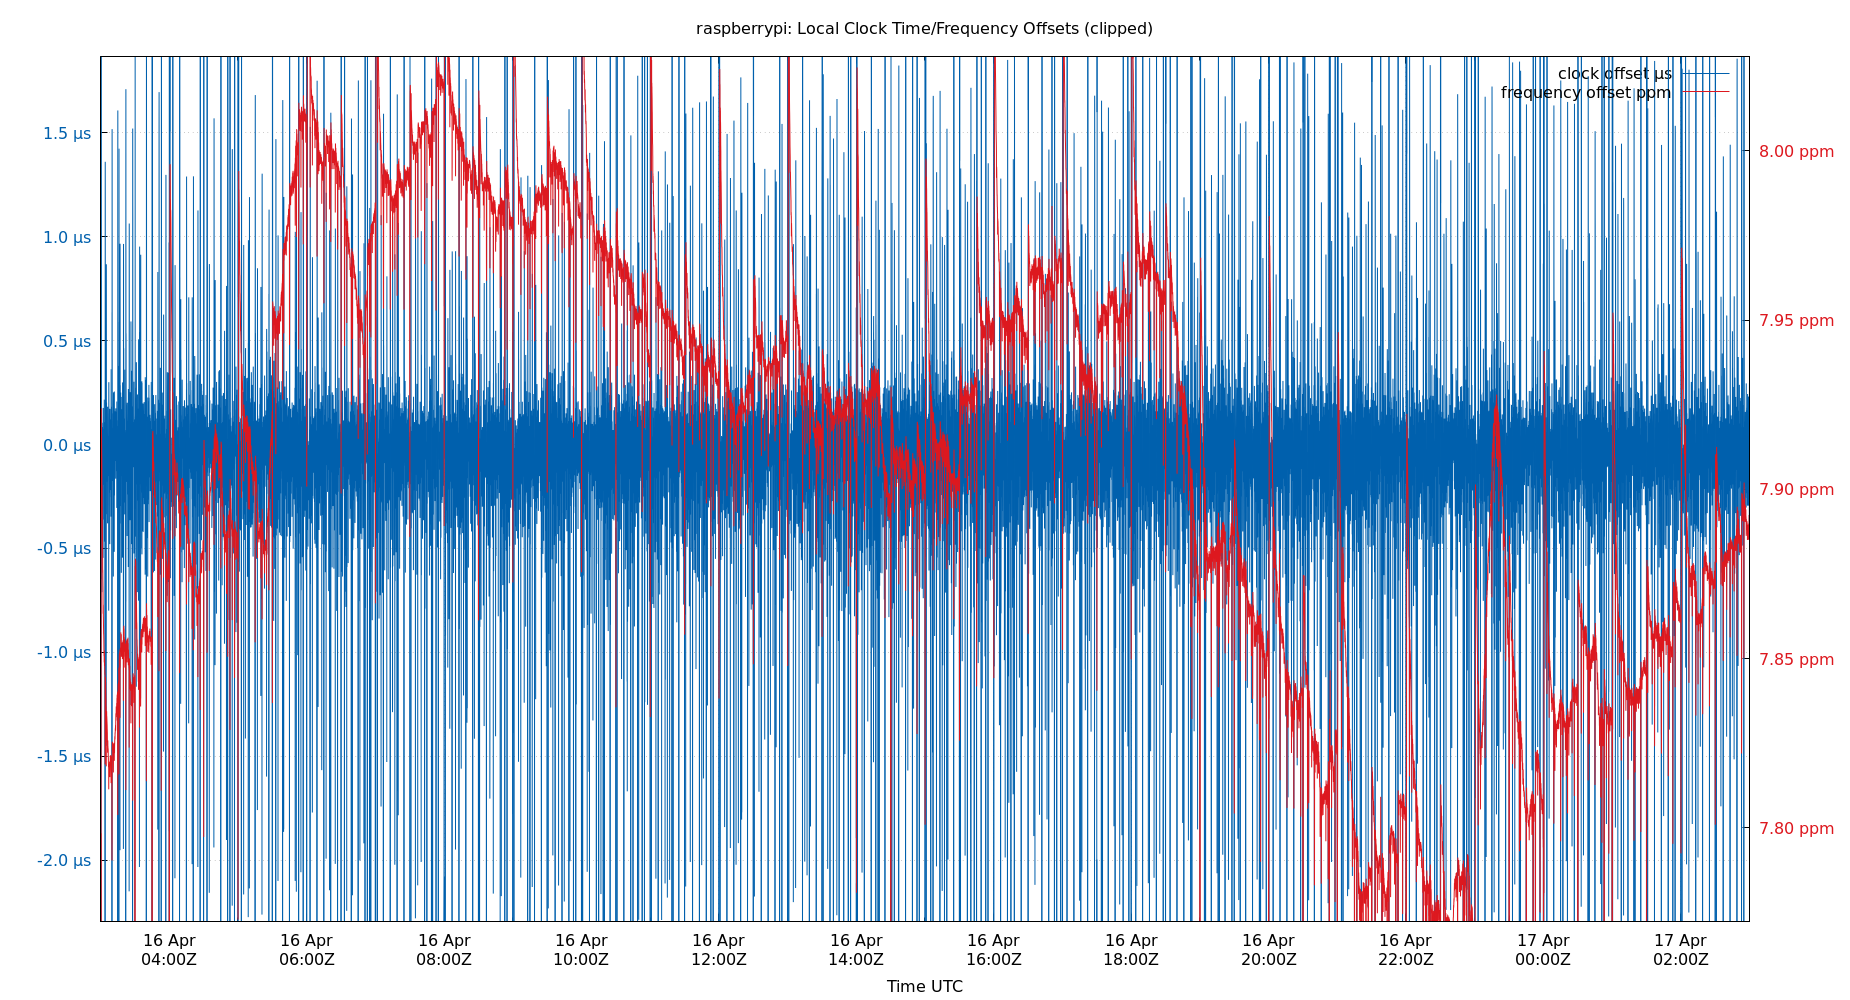 raspberrypi: Local Clock Time/Frequency Offsets (clipped)
clock offset µs
frequency offset ppm
1.5 µs
1.0 µs
0.5 µs
0.0 µs
-0.5 µs
-1.0 µs
-1.5 µs
-2.0 µs
8.00 ppm
7.95 ppm
7.90 ppm
7.85 ppm
7.80 ppm
16 Apr 16 Apr 16 Apr 16 Apr 16 Apr 16 Apr 16 Apr 16 Apr 16 Apr 16 Apr 17 Apr 17 Apr
04:00Z 06:00Z 08:00Z 10:00Z 12:00Z 14:00Z 16:00Z 18:00Z 20:00Z 22:00Z 00:00Z 02:00Z
Time UTC